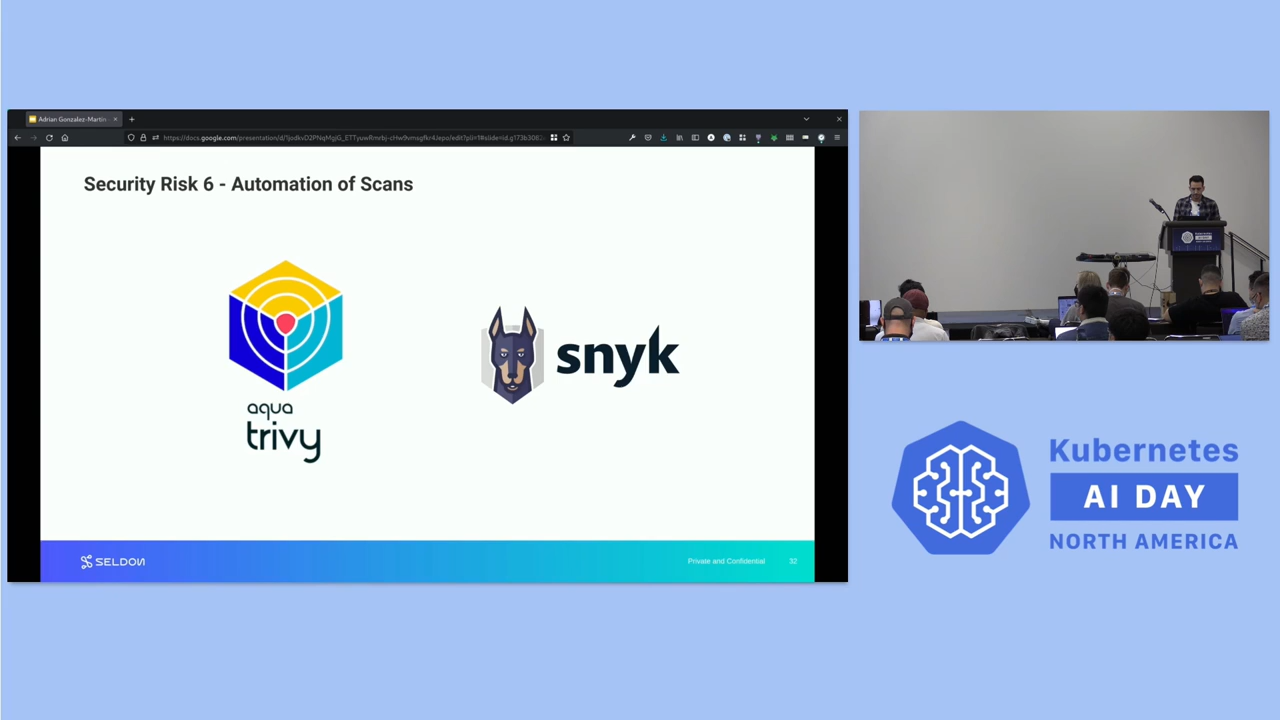 Adrian Gonzalez-Martin
Security Risk 6 - Automation of Scans
aqua
trivy
snyk
SELDON
Private and Confidential
32
Kubernetes
AI DAY
NORTH AMERICA